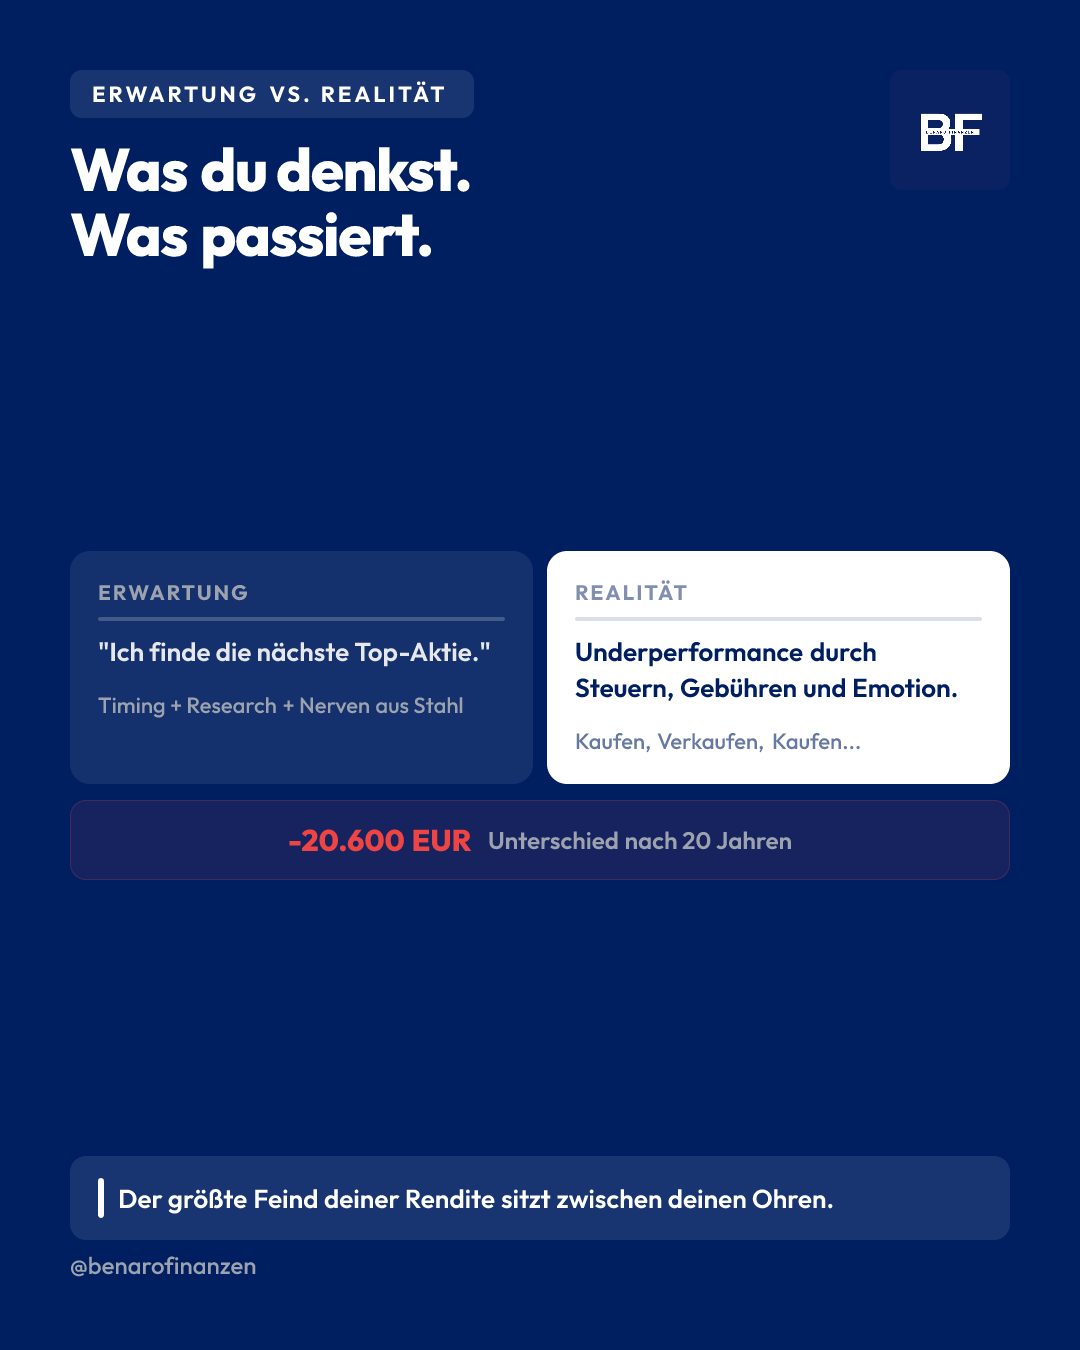 ERWARTUNG VS. REALITÄT
BF
Was du denkst.
Was passiert.
ERWARTUNG
"Ich finde die nächste Top-Aktie."
Timing + Research + Nerven aus Stahl
REALITÄT
Underperformance durch
Steuern, Gebühren und Emotion.
Kaufen, Verkaufen, Kaufen...
-20.600 EUR Unterschied nach 20 Jahren
Der größte Feind deiner Rendite sitzt zwischen deinen Ohren.
@benarofinanzen